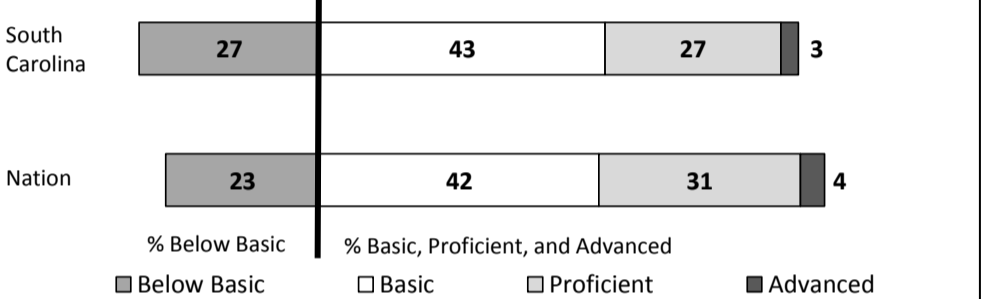 South
Carolina
27 43 27 3
Nation
23 42 31 4
% Below Basic % Basic, Proficient, and Advanced
Below Basic Basic Proficient Advanced